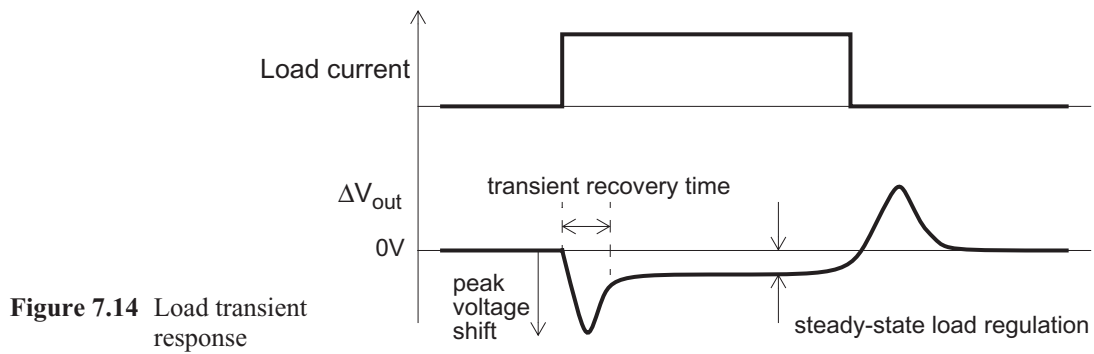 Load current
transient recovery time
ΔVout
0V
peak
voltage
shift
steady-state load regulation
Figure 7.14 Load transient
response